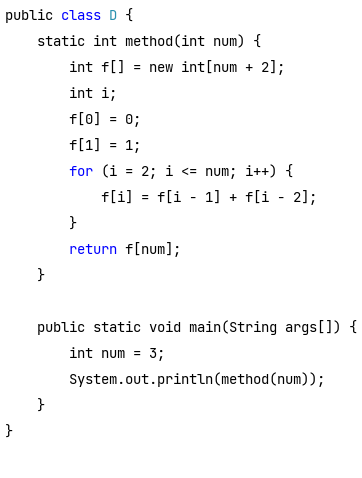 public class D {
    static int method(int num) {
        int f[] = new int[num + 2];
        int i;
        f[0] = 0;
        f[1] = 1;
        for (i = 2; i <= num; i++) {
            f[i] = f[i - 1] + f[i - 2];
        }
        return f[num];
    }

    public static void main(String args[]) {
        int num = 3;
        System.out.println(method(num));
    }
}